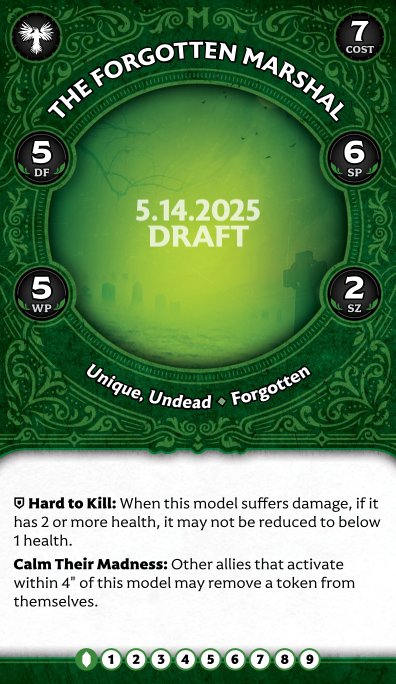 M
7
COST
THE FORGOTTEN MARSHAL
5
DF
6
SP
5.14.2025
DRAFT
5
WP
2
SZ
Unique, Undead ◆ Forgotten
Hard to Kill: When this model suffers damage, if it
has 2 or more health, it may not be reduced to below
1 health.
Calm Their Madness: Other allies that activate
within 4" of this model may remove a token from
themselves.
1 2 3 4 5 6 7 8 9